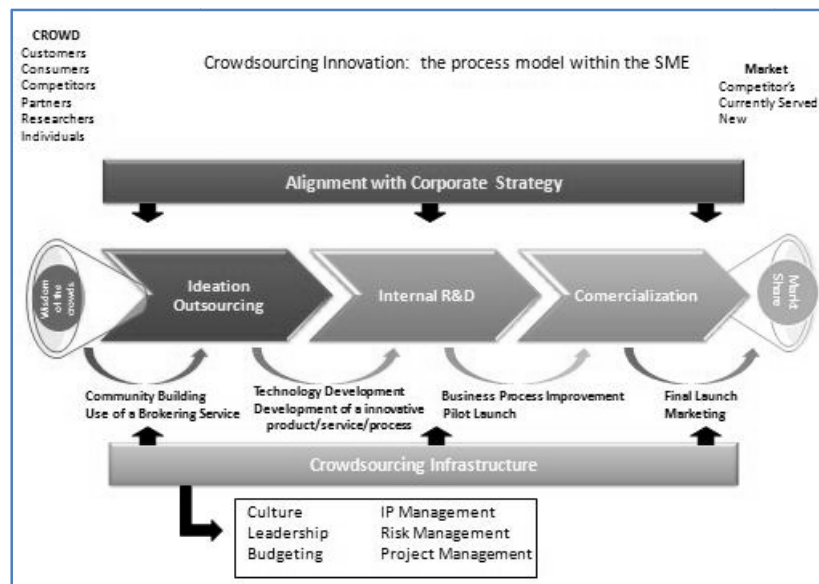 CROWD
Customers
Consumers
Competitors
Partners
Researchers
Individuals
Crowdsourcing Innovation: the process model within the SME
Market
Competitor's
Currently Served
New
Alignment with Corporate Strategy
Wisdom
of the
crowds
Ideation
Outsourcing
Internal R&D
Comercialization
Markt
Share
Community Building
Use of a Brokering Service
Technology Development
Development of a innovative
product/service/process
Business Process Improvement
Pilot Launch
Final Launch
Marketing
Crowdsourcing Infrastructure
Culture IP Management
Leadership Risk Management
Budgeting Project Management